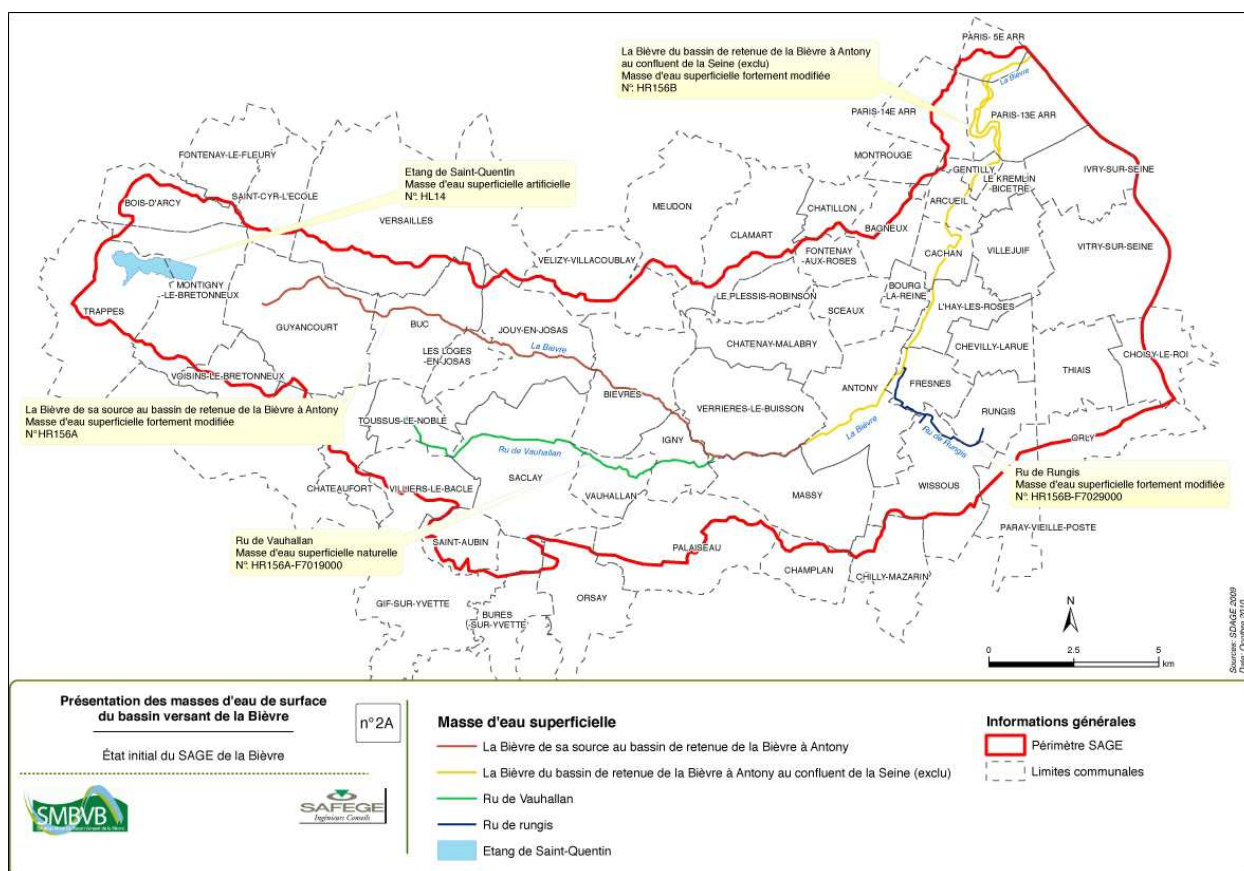 PARIS- 5E ARR
La Bièvre du bassin de retenue de la Bièvre à Antony
au confluent de la Seine (exclu)
Masse d'eau superficielle fortement modifiée
N°: HR156B
La Bièvre
PARIS-14E ARR
PARIS-13E ARR
FONTENAY-LE-FLEURY
MONTROUGE
Etang de Saint-Quentin
Masse d'eau superficielle artificielle
N°: HL14
GENTILLY
IVRY-SUR-SEINE
LE KREMLIN
-BICETRE
BOIS-D'ARCY
SAINT-CYR-L'ECOLE
VERSAILLES
MEUDON
CHATILLON
ARCUEIL
CLAMART
BAGNEUX
VITRY-SUR-SEINE
VELIZY-VILLACOUBLAY
FONTENAY
-AUX-ROSES
CACHAN
VILLEJUIF
MONTIGNY
-LE-BRETONNEUX
BOURG
-LA-REINE
LE PLESSIS-ROBINSON
L'HAY-LES-ROSES
TRAPPES
SCEAUX
GUYANCOURT
BUC
JOUY-EN-JOSAS
La Bièvre
CHATENAY-MALABRY
CHEVILLY-LARUE
LES LOGES
-EN-JOSAS
CHOISY-LE-ROI
THIAIS
VOISINS-LE-BRETONNEUX
ANTONY
FRESNES
BIEVRES
VERRIERES-LE-BUISSON
RUNGIS
La Bièvre de sa source au bassin de retenue de la Bièvre à Antony
Masse d'eau superficielle fortement modifiée
N°HR156A
TOUSSUS-LE-NOBLE
La Bièvre
Ru de Rungis
ORLY
IGNY
Ru de Vauhallan
SACLAY
WISSOUS
Ru de Rungis
Masse d'eau superficielle fortement modifiée
N°: HR156B-F7029000
CHATEAUFORT
VILLIERS-LE-BACLE
VAUHALLAN
MASSY
PARAY-VIEILLE-POSTE
Ru de Vauhallan
Masse d'eau superficielle naturelle
N°: HR156A-F7019000
SAINT-AUBIN
PALAISEAU
CHAMPLAN
CHILLY-MAZARIN
GIF-SUR-YVETTE
ORSAY
BURES
-SUR-YVETTE
N
0 2.5 5
km
Sources: SDAGE 2009
Date: Octobre 2010
Présentation des masses d'eau de surface
du bassin versant de la Bièvre
n°2A
État initial du SAGE de la Bièvre
SMBVB
SAFEGE
Ingénieurs Conseils
Masse d'eau superficielle
La Bièvre de sa source au bassin de retenue de la Bièvre à Antony
La Bièvre du bassin de retenue de la Bièvre à Antony au confluent de la Seine (exclu)
Ru de Vauhallan
Ru de rungis
Etang de Saint-Quentin
Informations générales
Périmètre SAGE
Limites communales